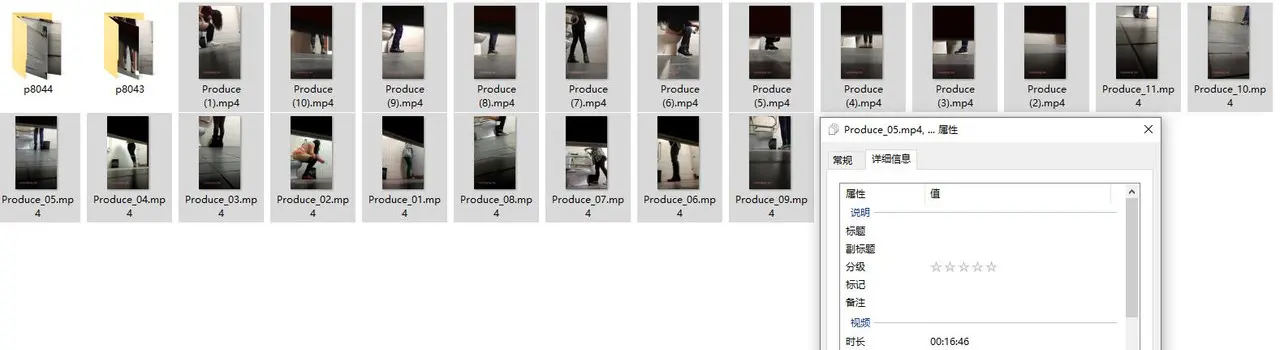 p8044
p8043
Produce (1).mp4
Produce (10).mp4
Produce (9).mp4
Produce (8).mp4
Produce (7).mp4
Produce (6).mp4
Produce (5).mp4
Produce (4).mp4
Produce (3).mp4
Produce (2).mp4
Produce_11.mp4
Produce_10.mp4
Produce_05.mp4
Produce_04.mp4
Produce_03.mp4
Produce_02.mp4
Produce_01.mp4
Produce_08.mp4
Produce_07.mp4
Produce_06.mp4
Produce_09.mp4
Produce_05.mp4, ... 属性
常规 详细信息
属性 值
说明
标题
副标题
分级 ☆☆☆☆☆
标记
备注
视频
时长 00:16:46